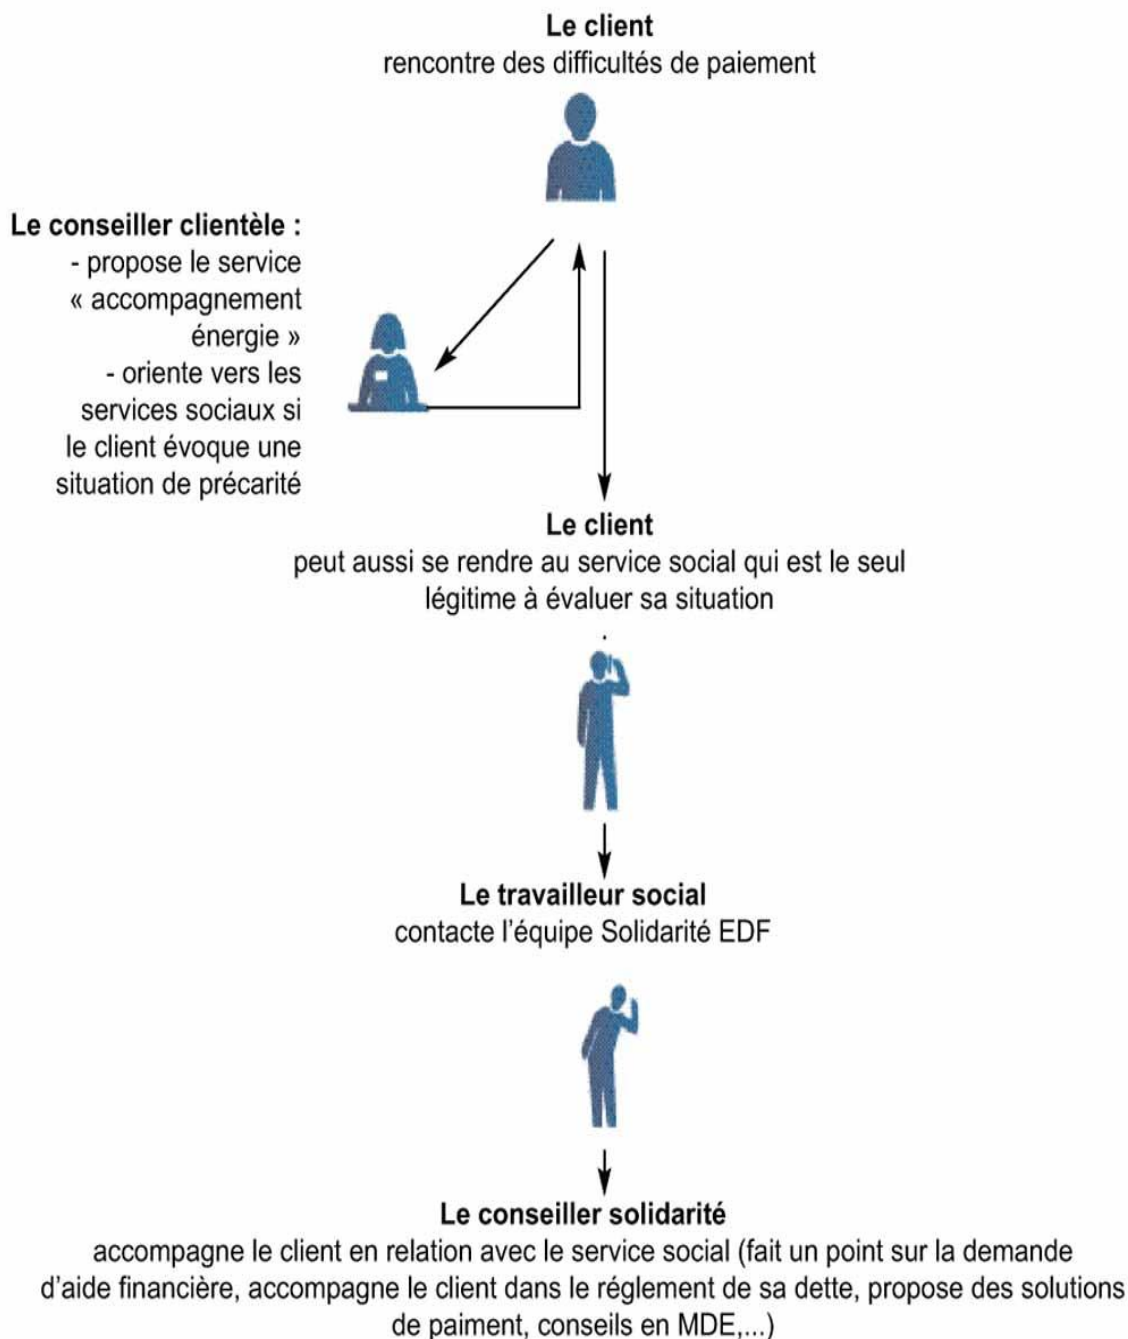 Le client
rencontre des difficultés de paiement
Le conseiller clientèle :
- propose le service
« accompagnement
énergie »
- oriente vers les
services sociaux si
le client évoque une
situation de précarité
Le client
peut aussi se rendre au service social qui est le seul
légitime à évaluer sa situation
.
Le travailleur social
contacte l'équipe Solidarité EDF
Le conseiller solidarité
accompagne le client en relation avec le service social (fait un point sur la demande
d'aide financière, accompagne le client dans le réglement de sa dette, propose des solutions
de paiment, conseils en MDE,...)